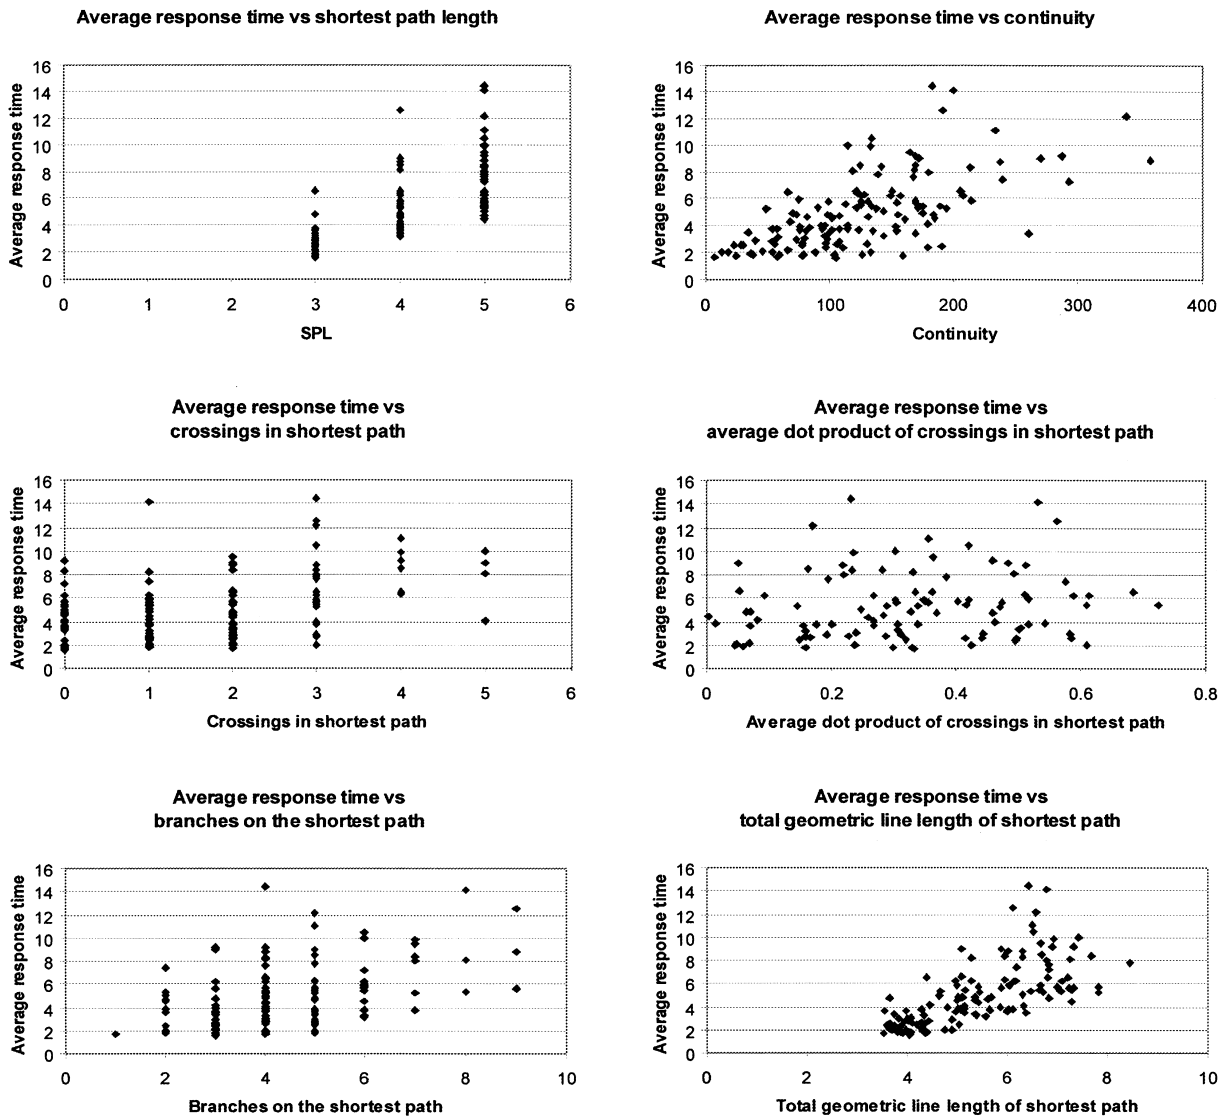 Average response time vs shortest path length
16
14
12
10
8
6
4
2
0
Average response time
0 1 2 3 4 5 6
SPL
Average response time vs continuity
16
14
12
10
8
6
4
2
0
Average response time
0 100 200 300 400
Continuity
Average response time vs
crossings in shortest path
16
14
12
10
8
6
4
2
0
Average response time
0 1 2 3 4 5 6
Crossings in shortest path
Average response time vs
average dot product of crossings in shortest path
16
14
12
10
8
6
4
2
0
Average response time
0 0.2 0.4 0.6 0.8
Average dot product of crossings in shortest path
Average response time vs
branches on the shortest path
16
14
12
10
8
6
4
2
0
Average response time
0 2 4 6 8 10
Branches on the shortest path
Average response time vs
total geometric line length of shortest path
16
14
12
10
8
6
4
2
0
Average response time
0 2 4 6 8 10
Total geometric line length of shortest path